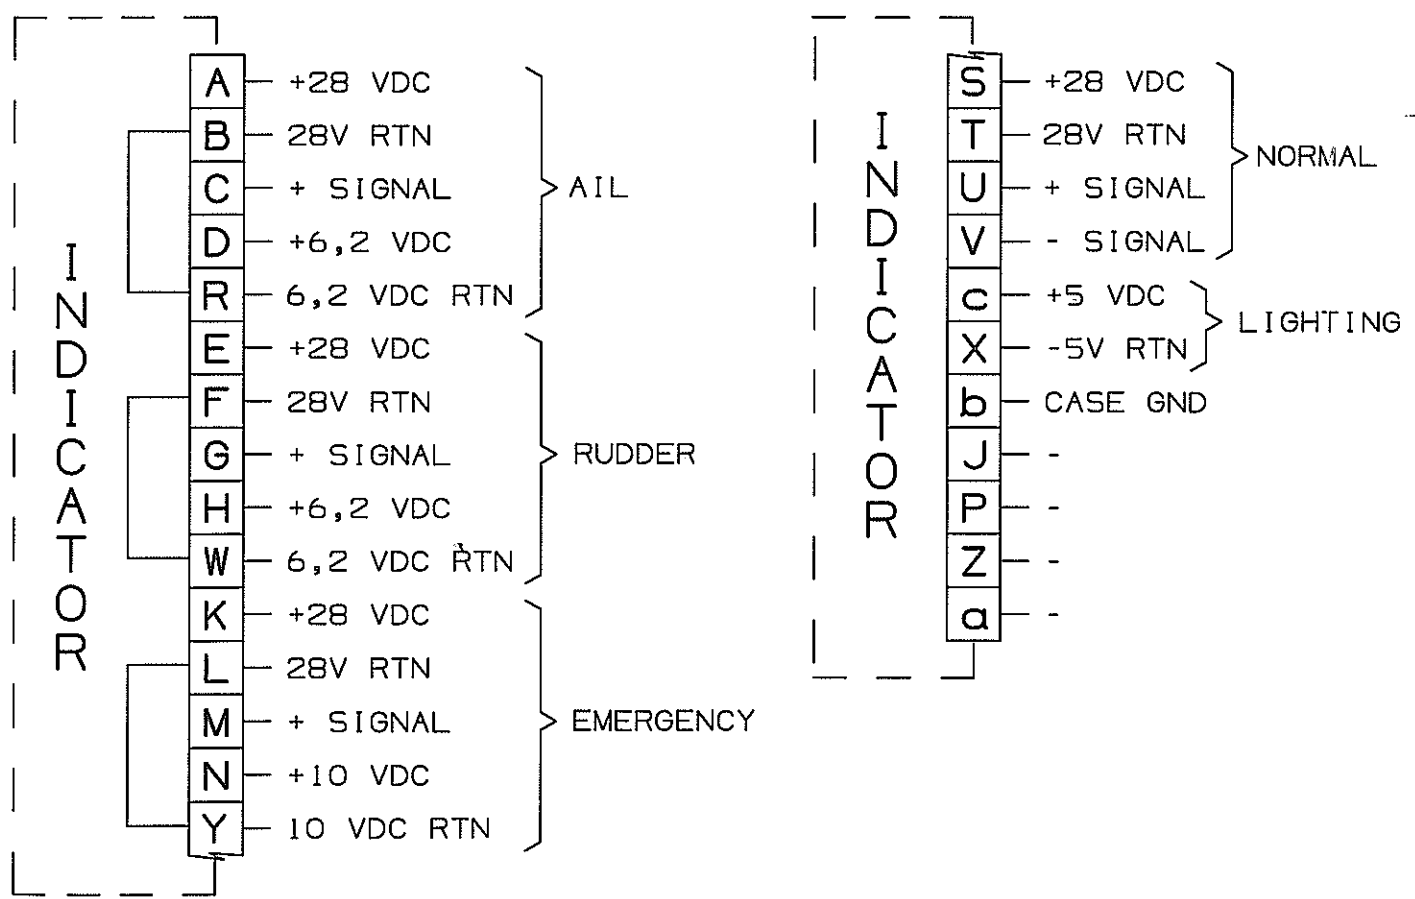 INDICATOR
A +28 VDC
B 28V RTN
C + SIGNAL
D +6,2 VDC
R 6,2 VDC RTN
AIL
E +28 VDC
F 28V RTN
G + SIGNAL
H +6,2 VDC
W 6,2 VDC RTN
RUDDER
K +28 VDC
L 28V RTN
M + SIGNAL
N +10 VDC
Y 10 VDC RTN
EMERGENCY
INDICATOR
S +28 VDC
T 28V RTN
U + SIGNAL
V - SIGNAL
NORMAL
c +5 VDC
X -5V RTN
LIGHTING
b CASE GND
J -
P -
Z -
a -